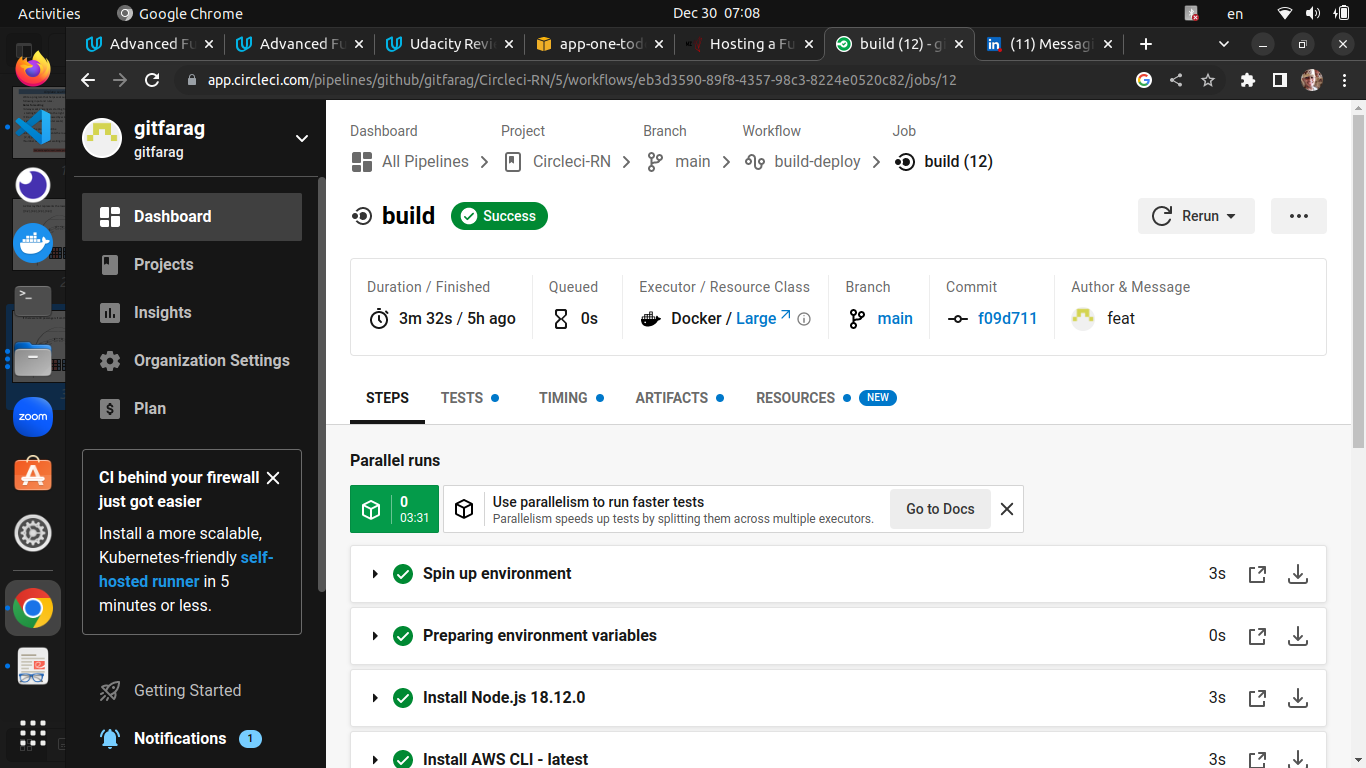 Activities
Google Chrome
Dec 30 07:08
en
Advanced Fu
Advanced Fu
Udacity Revie
app-one-tod
Hosting a Fu
build (12) - gi
(11) Messagi
app.circleci.com/pipelines/github/gitfarag/Circleci-RN/5/workflows/eb3d3590-89f8-4357-98c3-8224e0520c82/jobs/12
gitfarag
gitfarag
Dashboard
Projects
Insights
Organization Settings
Plan
CI behind your firewall
just got easier
Install a more scalable,
Kubernetes-friendly self-
hosted runner in 5
minutes or less.
Getting Started
Notifications 1
zoom
Dashboard Project Branch Workflow Job
All Pipelines Circleci-RN main build-deploy build (12)
build Success Rerun
Duration / Finished Queued Executor / Resource Class Branch Commit Author & Message
3m 32s / 5h ago 0s Docker / Large main f09d711 feat
STEPS TESTS TIMING ARTIFACTS RESOURCES NEW
Parallel runs
0
03:31
Use parallelism to run faster tests
Parallelism speeds up tests by splitting them across multiple executors.
Go to Docs
Spin up environment 3s
Preparing environment variables 0s
Install Node.js 18.12.0 3s
Install AWS CLI - latest 3s